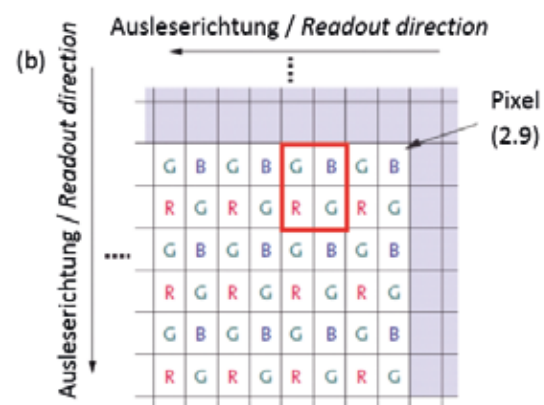 Ausleserichtung / Readout direction
(b)
Ausleserichtung / Readout direction
Pixel
(2.9)
G B G B G B G B
R G R G R G R G
G B G B G B G B
R G R G R G R G
G B G B G B G B
R G R G R G R G